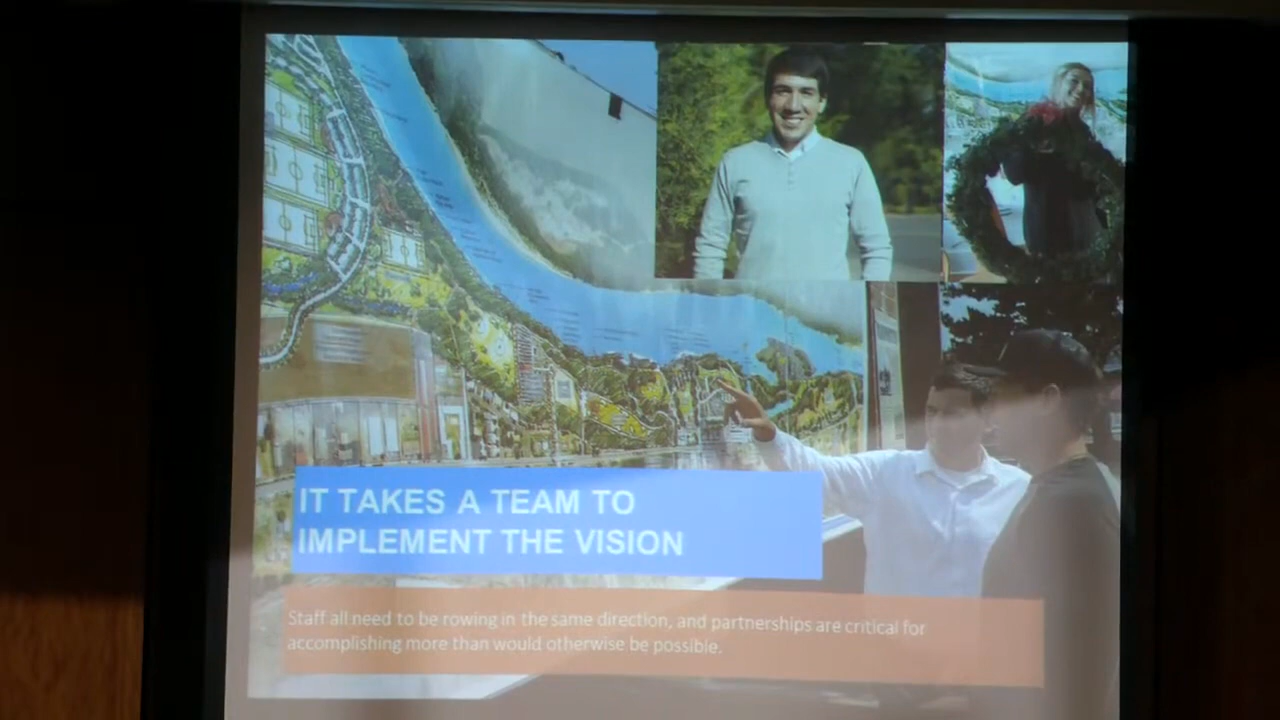 IT TAKES A TEAM TO
IMPLEMENT THE VISION
Staff all need to be rowing in the same direction, and partnerships are critical for
accomplishing more than would otherwise be possible.